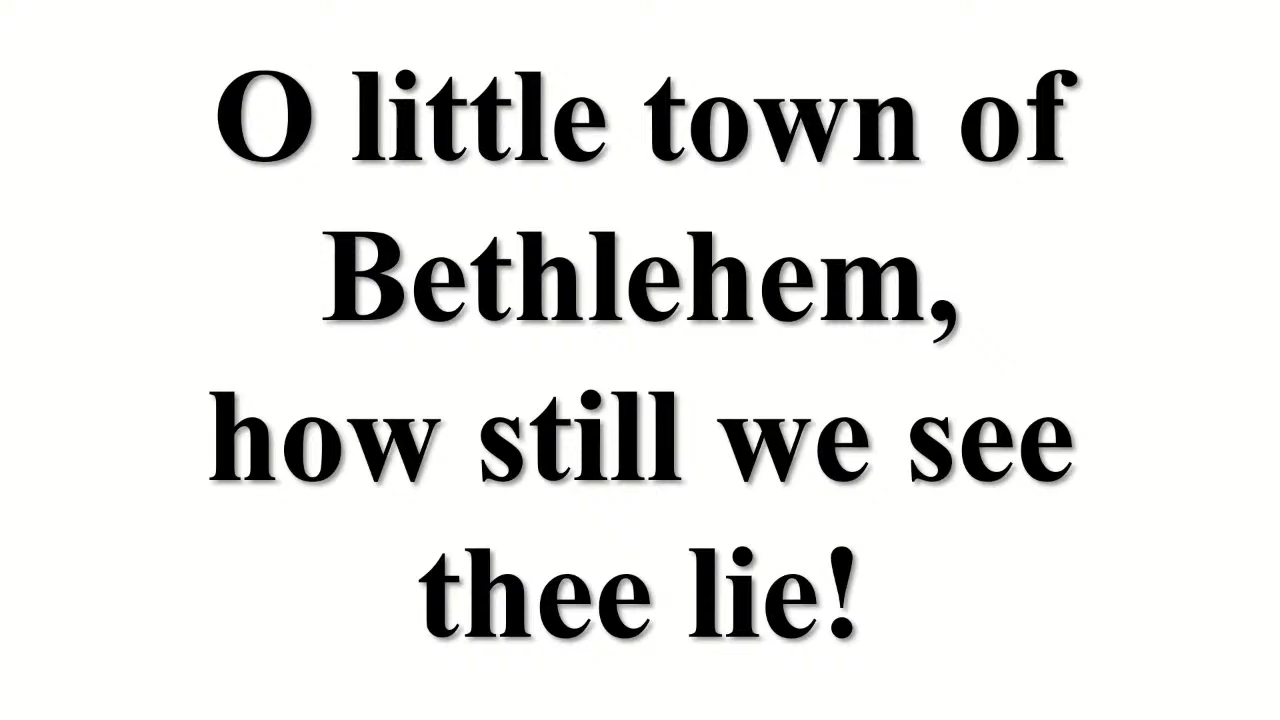 O little town of
Bethlehem,
how still we see
thee lie!